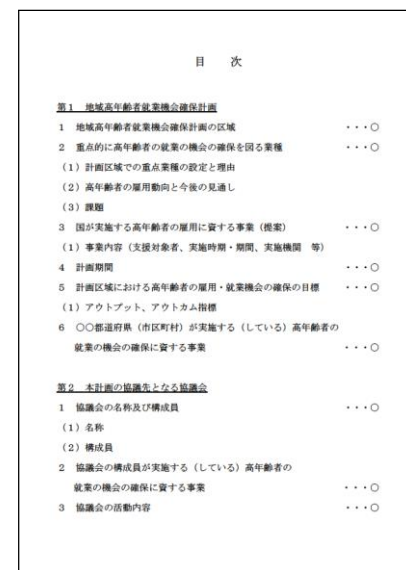 目　次
第１　地域高年齢者就業機会確保計画
１　地域高年齢者就業機会確保計画の区域　・・・○
２　重点的に高年齢者の就業の機会の確保を図る業種　・・・○
（１）計画区域での重点業種の設定と理由
（２）高年齢者の雇用動向と今後の見通し
（３）課題
３　国が実施する高年齢者の雇用に資する事業（提案）　・・・○
（１）事業内容（支援対象者、実施時期・期間、実施機関　等）
４　計画期間　・・・○
５　計画区域における高年齢者の雇用・就業機会の確保の目標　・・・○
（１）アウトプット、アウトカム指標
６　○○都道府県（市区町村）が実施する（している）高年齢者の
就業の機会の確保に資する事業　・・・○
第２　本計画の協議先となる協議会
１　協議会の名称及び構成員　・・・○
（１）名称
（２）構成員
２　協議会の構成員が実施する（している）高年齢者の
就業の機会の確保に資する事業　・・・○
３　協議会の活動内容　・・・○